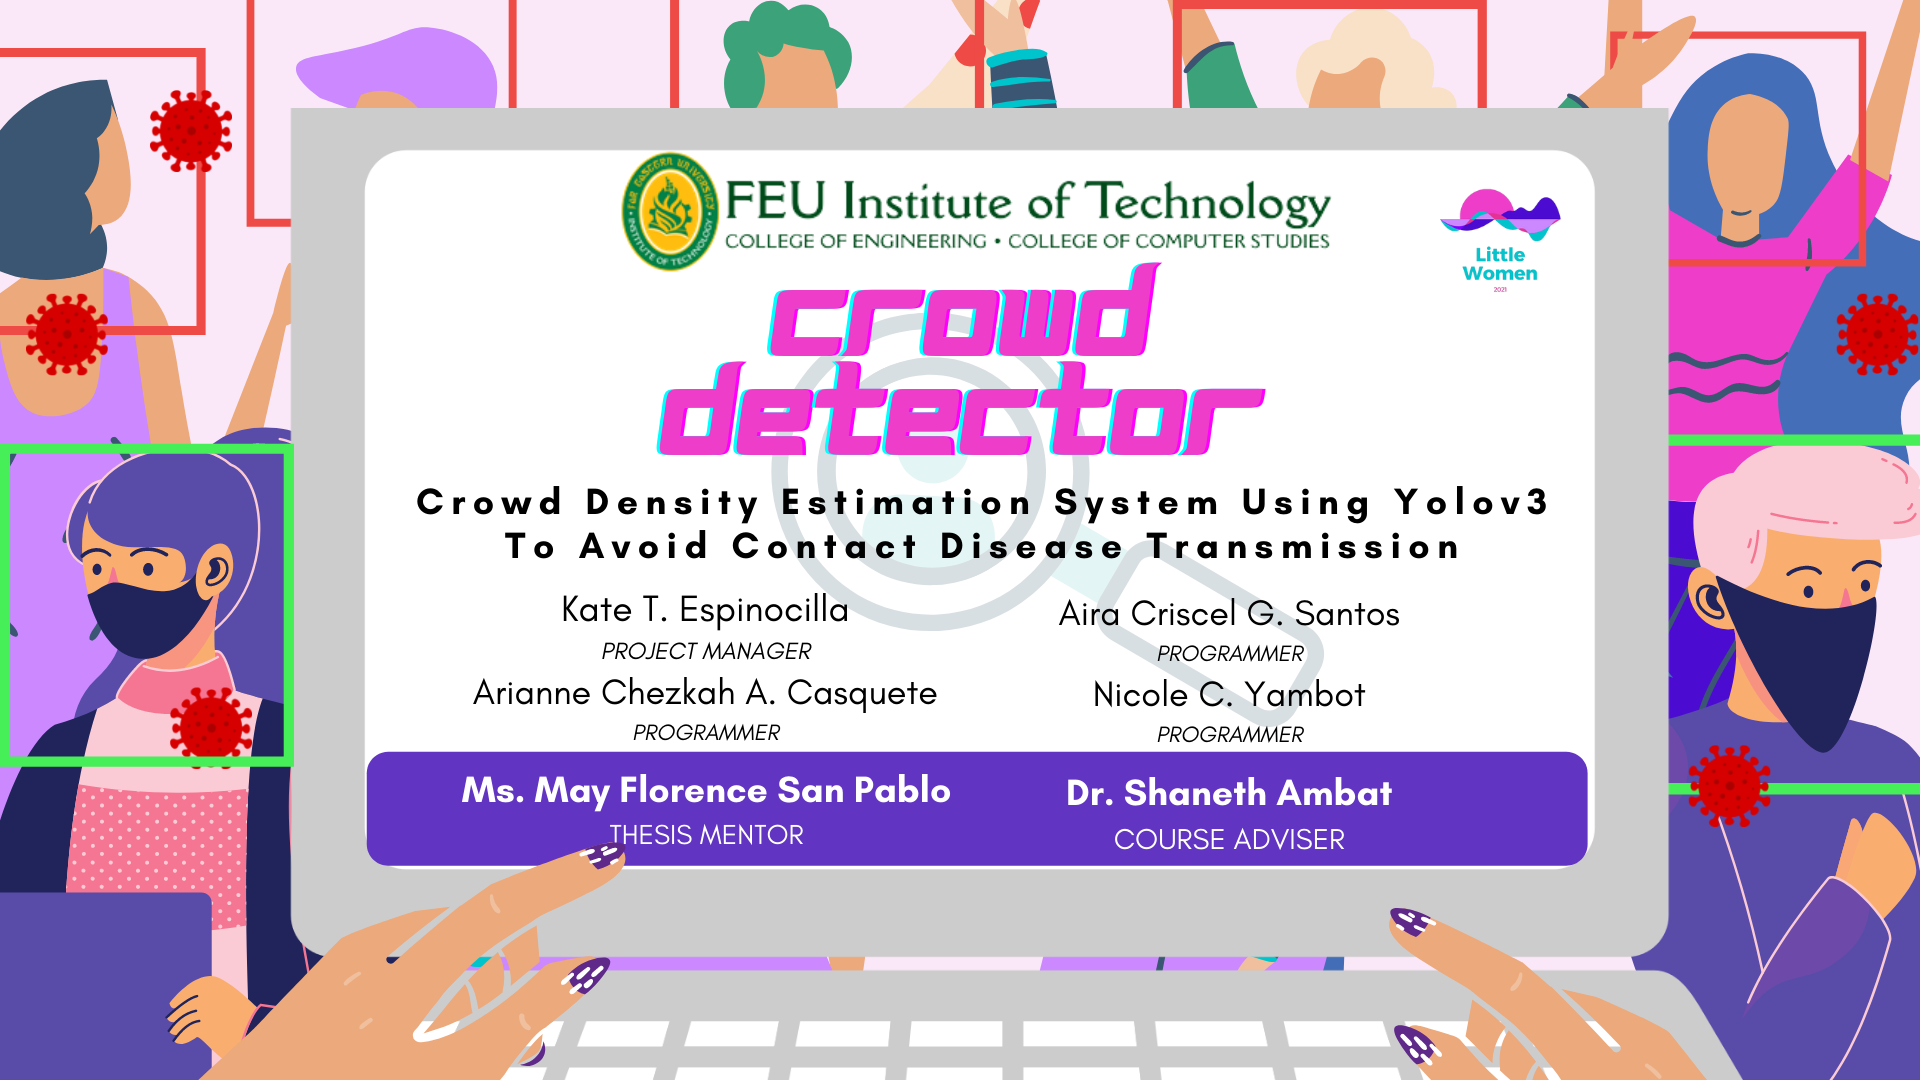 FAR EASTERN UNIVERSITY
INSTITUTE OF TECHNOLOGY
FEU Institute of Technology
COLLEGE OF ENGINEERING • COLLEGE OF COMPUTER STUDIES
Little
Women
2021
crowd
detector
Crowd Density Estimation System Using Yolov3
To Avoid Contact Disease Transmission
Kate T. Espinocilla
PROJECT MANAGER
Aira Criscel G. Santos
PROGRAMMER
Arianne Chezkah A. Casquete
PROGRAMMER
Nicole C. Yambot
PROGRAMMER
Ms. May Florence San Pablo
THESIS MENTOR
Dr. Shaneth Ambat
COURSE ADVISER